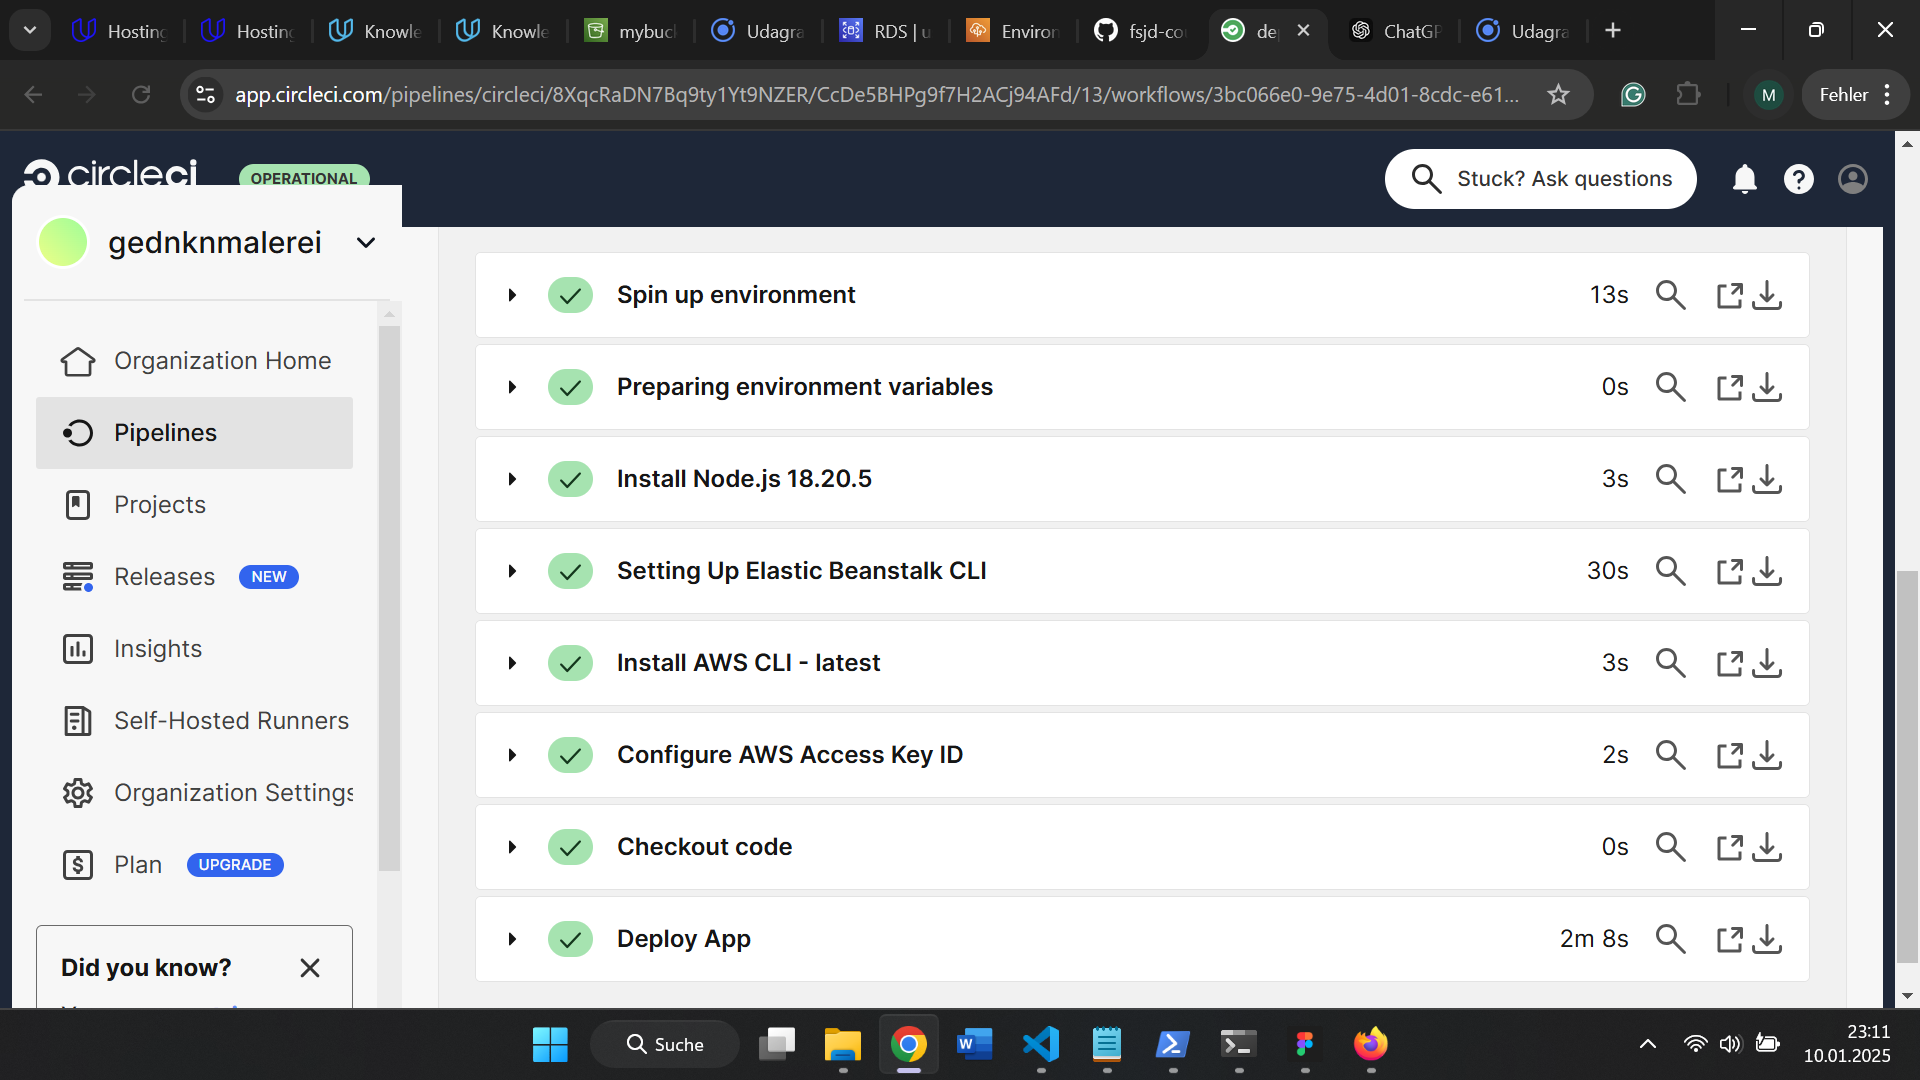 Hosting
Hosting
Knowle
Knowle
mybuck
Udagra
RDS | u
Environ
fsjd-co
de
ChatGP
Udagra
app.circleci.com/pipelines/circleci/8XqcRaDN7Bq9ty1Yt9NZER/CcDe5BHPg9f7H2ACj94AFd/13/workflows/3bc066e0-9e75-4d01-8cdc-e61...
M
Fehler
circleci
OPERATIONAL
Stuck? Ask questions
gednknmalerei
Organization Home
Pipelines
Projects
Releases NEW
Insights
Self-Hosted Runners
Organization Settings
Plan UPGRADE
Did you know?
Spin up environment 13s
Preparing environment variables 0s
Install Node.js 18.20.5 3s
Setting Up Elastic Beanstalk CLI 30s
Install AWS CLI - latest 3s
Configure AWS Access Key ID 2s
Checkout code 0s
Deploy App 2m 8s
Suche
23:11
10.01.2025